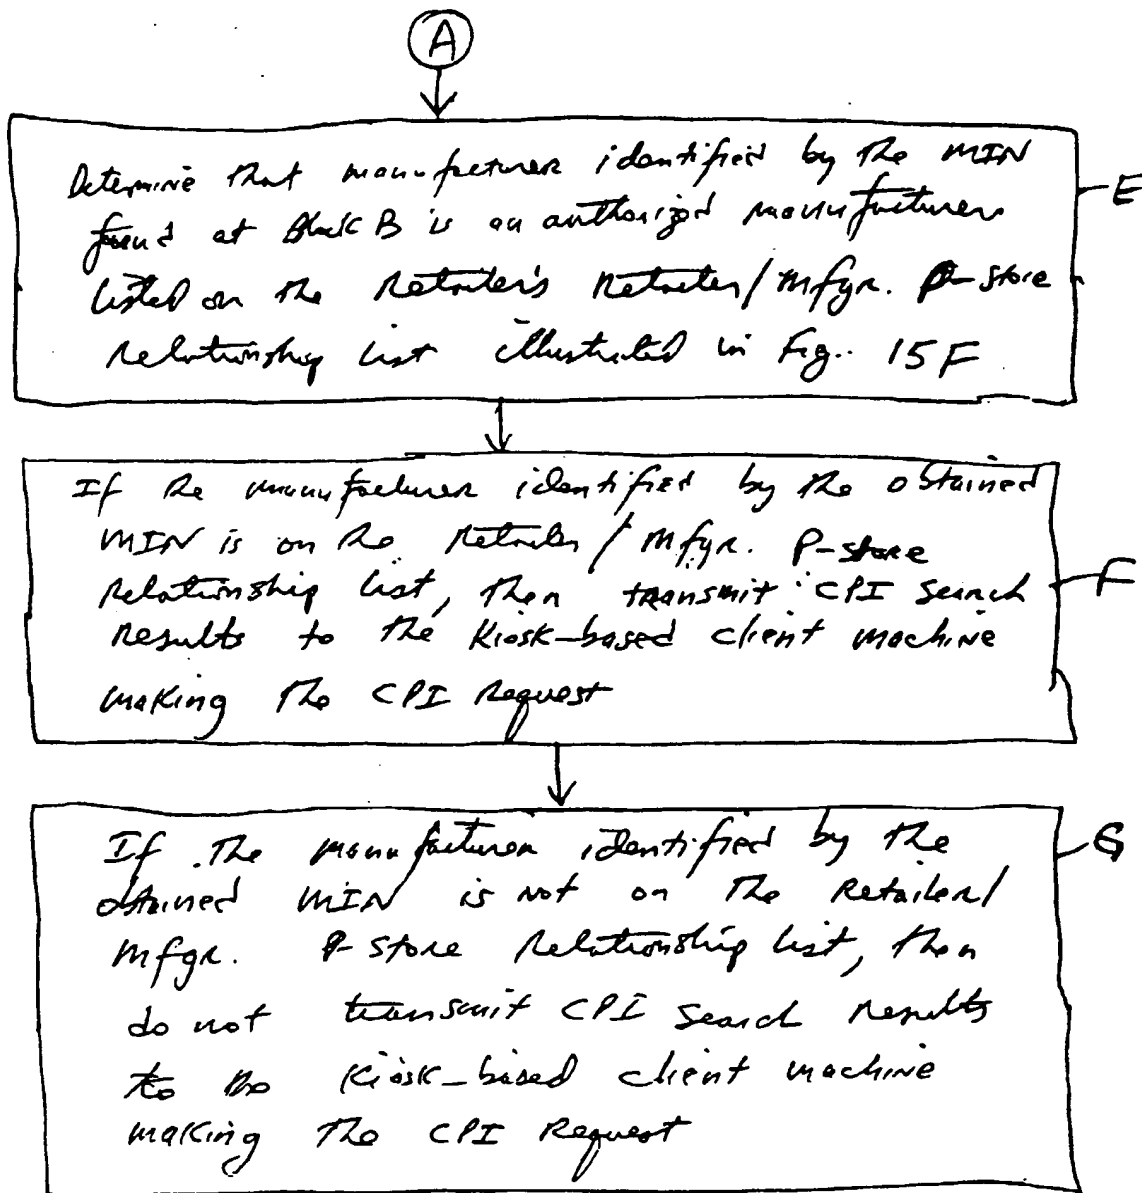 A
Determine that manufacturer identified by the MIN
found at Block B is an authorized manufacturer
listed on the Retailer's Retailer/Mfgr. P-Store
Relationship List illustrated in Fig. 15F
E
If the manufacturer identified by the obtained
MIN is on the Retailer/Mfgr. P-Store
Relationship List, then transmit CPI Search
Results to the Kiosk-based client machine
making the CPI Request
F
If the manufacturer identified by the
obtained MIN is not on the Retailer/
Mfgr. P-Store Relationship List, then
do not transmit CPI Search Results
to the Kiosk-based client machine
making the CPI Request
G